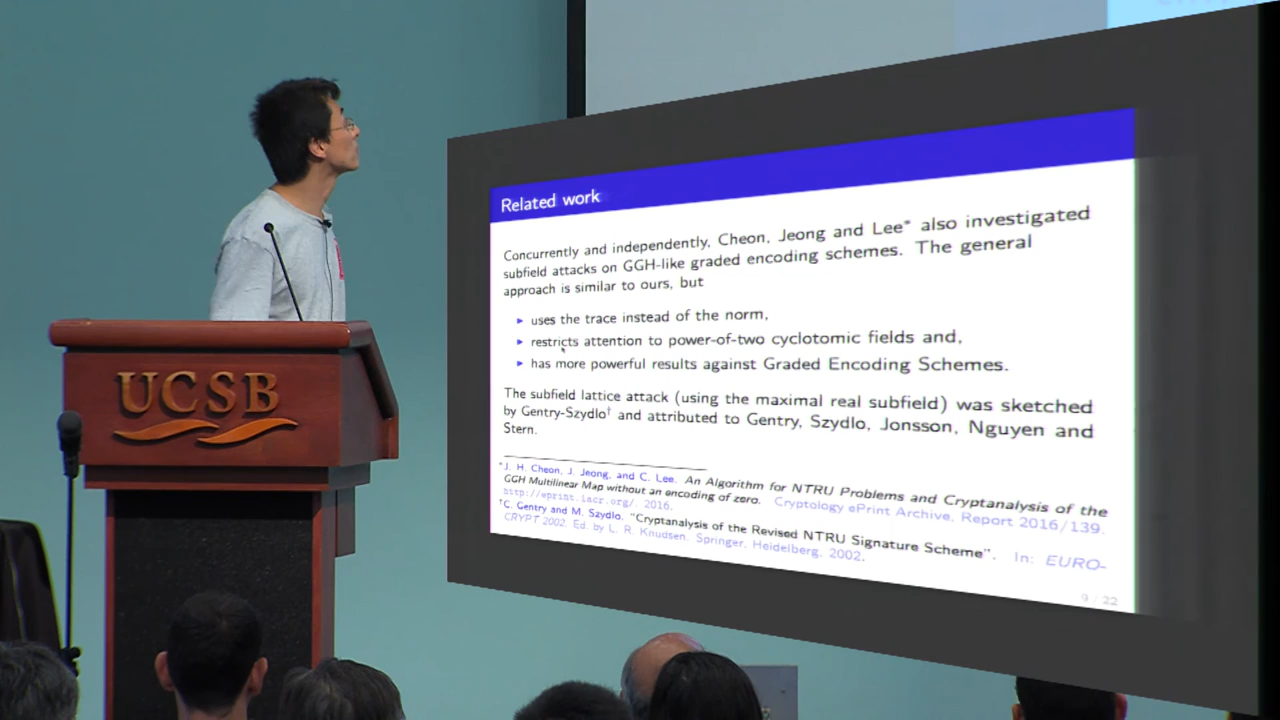 Related work
Concurrently and independently, Cheon, Jeong and Lee* also investigated
subfield attacks on GGH-like graded encoding schemes. The general
approach is similar to ours, but
▸ uses the trace instead of the norm,
▸ restricts attention to power-of-two cyclotomic fields and,
▸ has more powerful results against Graded Encoding Schemes.
The subfield lattice attack (using the maximal real subfield) was sketched
by Gentry-Szydlo† and attributed to Gentry, Szydlo, Jonsson, Nguyen and
Stern.
*J. H. Cheon, J. Jeong, and C. Lee. An Algorithm for NTRU Problems and Cryptanalysis of the
GGH Multilinear Map without an encoding of zero. Cryptology ePrint Archive, Report 2016/139.
http://eprint.iacr.org/. 2016.
†C. Gentry and M. Szydlo. "Cryptanalysis of the Revised NTRU Signature Scheme". In: EURO-
CRYPT 2002. Ed. by L. R. Knudsen. Springer, Heidelberg, 2002.
9 / 22
UCSB